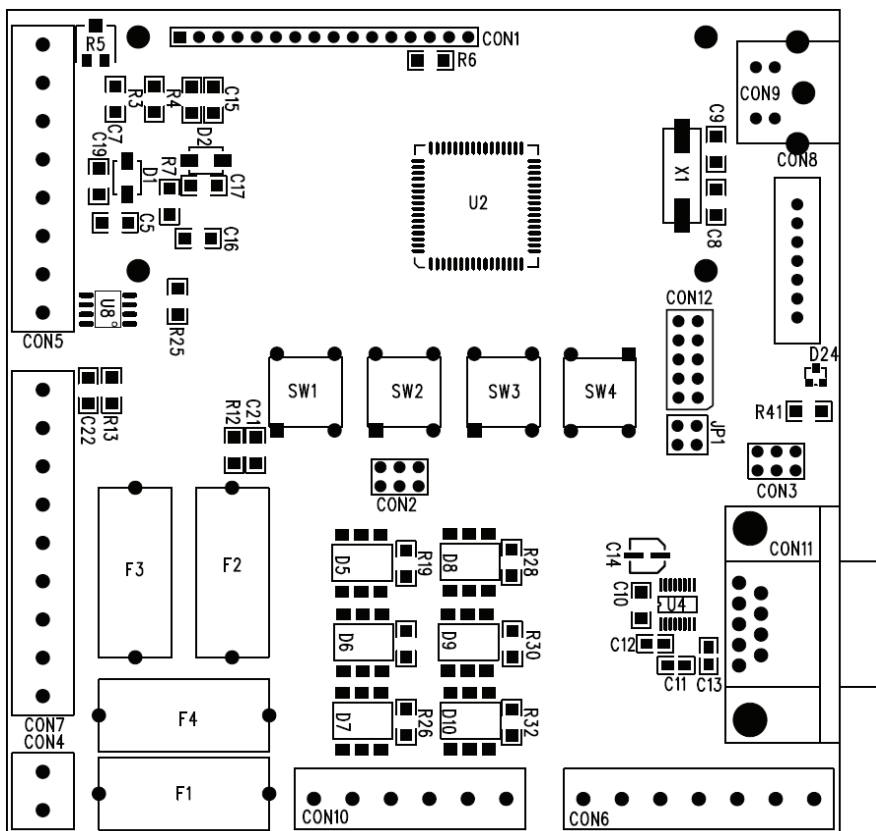 R5
CON1
R6
CON9
C7
R3
R4
C15
D2
C9
CON8
C19
D1
R7
C17
U2
X1
C5
C16
C8
U8
R25
CON12
CON5
D24
SW1
SW2
SW3
SW4
R41
JP1
C22
R13
R12
C21
CON2
CON3
F3
F2
D5
R19
D8
R28
C14
CON11
C10
U4
D6
D9
R30
C12
C11
C13
F4
D7
R26
D10
R32
CON7
CON4
F1
CON10
CON6